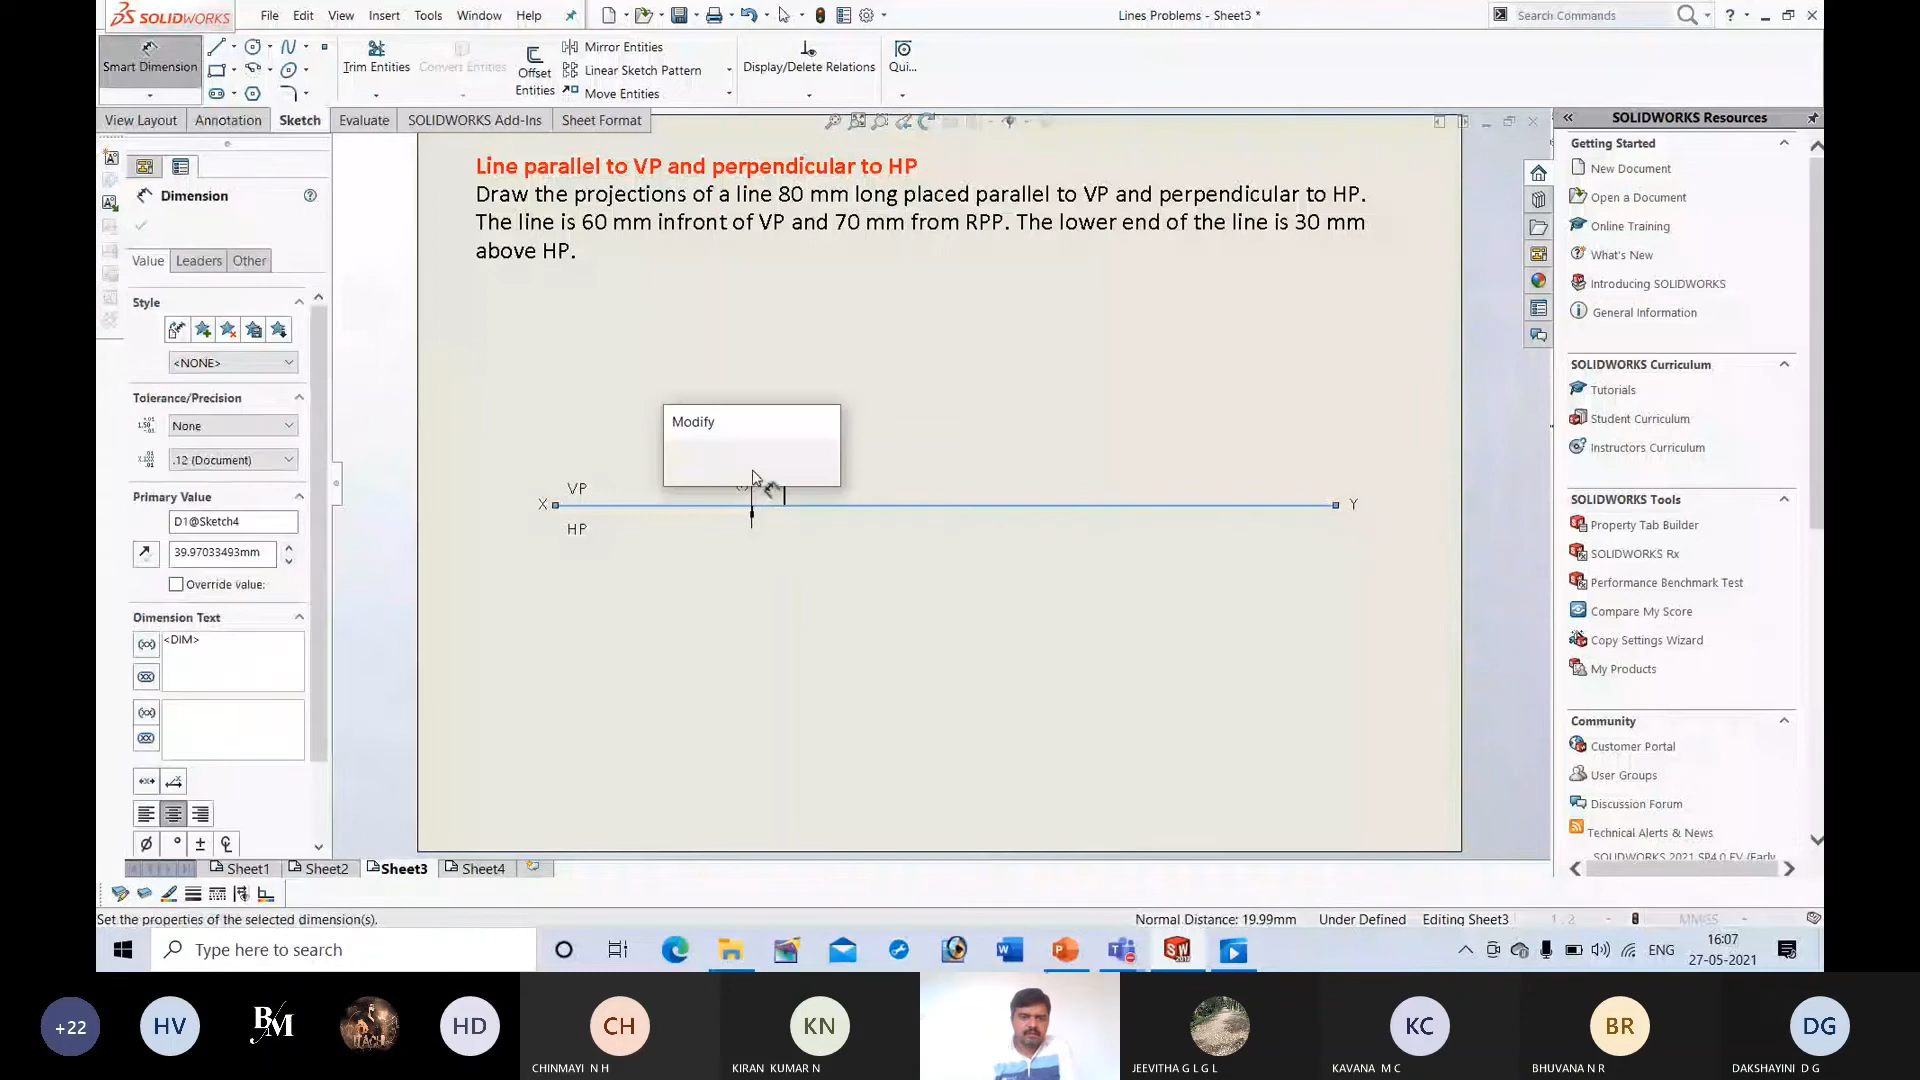 SOLIDWORKS
File Edit View Insert Tools Window Help
Lines Problems - Sheet3 *
Search Commands
Smart Dimension
Trim Entities
Convert Entities
Offset Entities
Mirror Entities
Linear Sketch Pattern
Move Entities
Display/Delete Relations
Qui...
View Layout Annotation Sketch Evaluate SOLIDWORKS Add-Ins Sheet Format
Dimension
Value Leaders Other
Style
<NONE>
Tolerance/Precision
None
.12 (Document)
Primary Value
D1@Sketch4
39.97033493mm
Override value:
Dimension Text
<DIM>
Line parallel to VP and perpendicular to HP
Draw the projections of a line 80 mm long placed parallel to VP and perpendicular to HP.
The line is 60 mm infront of VP and 70 mm from RPP. The lower end of the line is 30 mm
above HP.
Modify
VP
X Y
HP
SOLIDWORKS Resources
Getting Started
New Document
Open a Document
Online Training
What's New
Introducing SOLIDWORKS
General Information
SOLIDWORKS Curriculum
Tutorials
Student Curriculum
Instructors Curriculum
SOLIDWORKS Tools
Property Tab Builder
SOLIDWORKS Rx
Performance Benchmark Test
Compare My Score
Copy Settings Wizard
My Products
Community
Customer Portal
User Groups
Discussion Forum
Technical Alerts & News
SOLIDWORKS 2021 SP4.0 EV (Early
Sheet1 Sheet2 Sheet3 Sheet4
Set the properties of the selected dimension(s).
Normal Distance: 19.99mm Under Defined Editing Sheet3 1 : 2 MMGS
Type here to search
ENG
16:07
27-05-2021
+22
HV
BM
HD
CH
CHINMAYI N H
KN
KIRAN KUMAR N
JEEVITHA G L G L
KC
KAVANA M C
BR
BHUVANA N R
DG
DAKSHAYINI D G